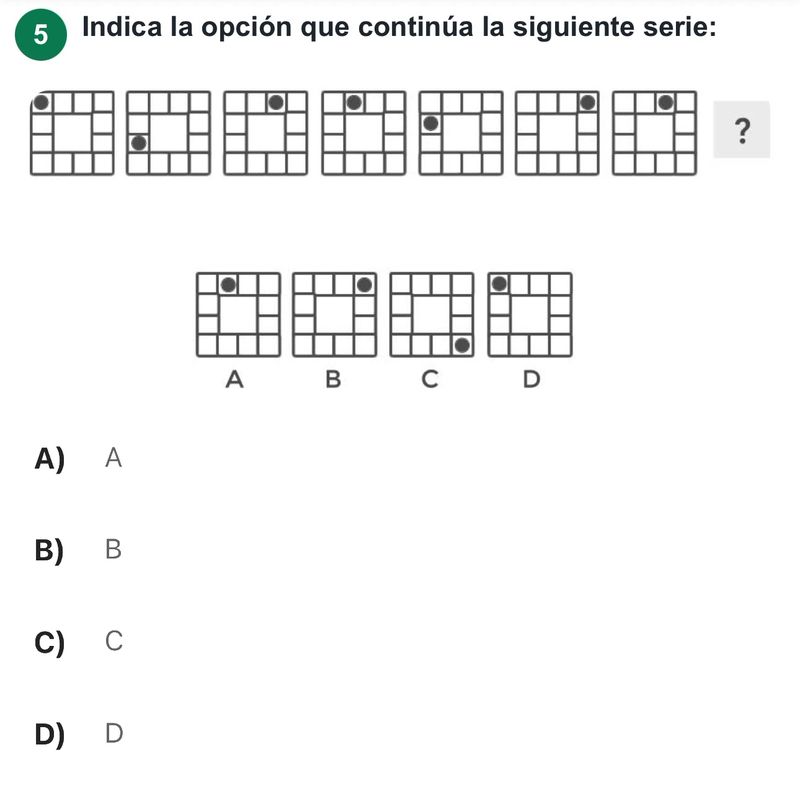 5 Indica la opción que continúa la siguiente serie:
?
A B C D
A) A
B) B
C) C
D) D